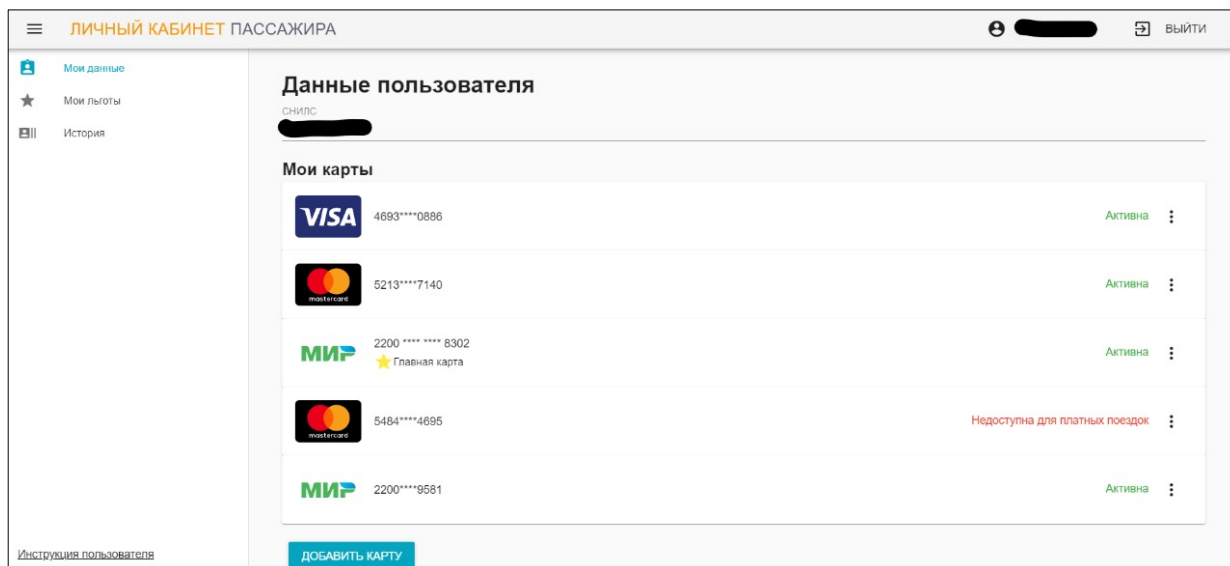 ЛИЧНЫЙ КАБИНЕТ ПАССАЖИРА
ВЫЙТИ
Мои данные
Мои льготы
История
Инструкция пользователя
Данные пользователя
СНИЛС
Мои карты
VISA 4693****0886 Активна
mastercard 5213****7140 Активна
МИР 2200 **** **** 8302 Активна
Главная карта
mastercard 5484****4695 Недоступна для платных поездок
МИР 2200****9581 Активна
ДОБАВИТЬ КАРТУ